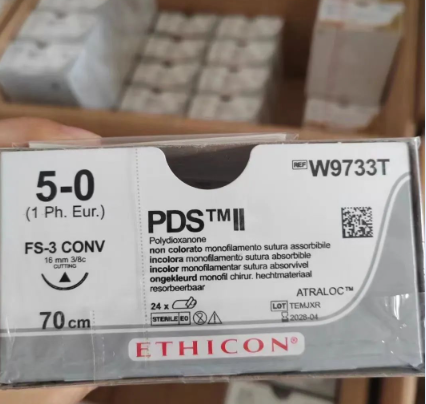 5-0
(1 Ph. Eur.)
FS-3 CONV
16 mm 3/8c
CUTTING
70 cm
REF W9733T
PDS™II
Polydioxanone
non colorato monofilamento sutura assorbibile
incolora monofilamento sutura absorbible
incolor monofilamentar sutura absorvível
ongekleurd monofil chirur. hechtmateriaal
resorbeerbaar
ATRALOC™
24 x
LOT TEMJXR
STERILE EO
2028-04
ETHICON®